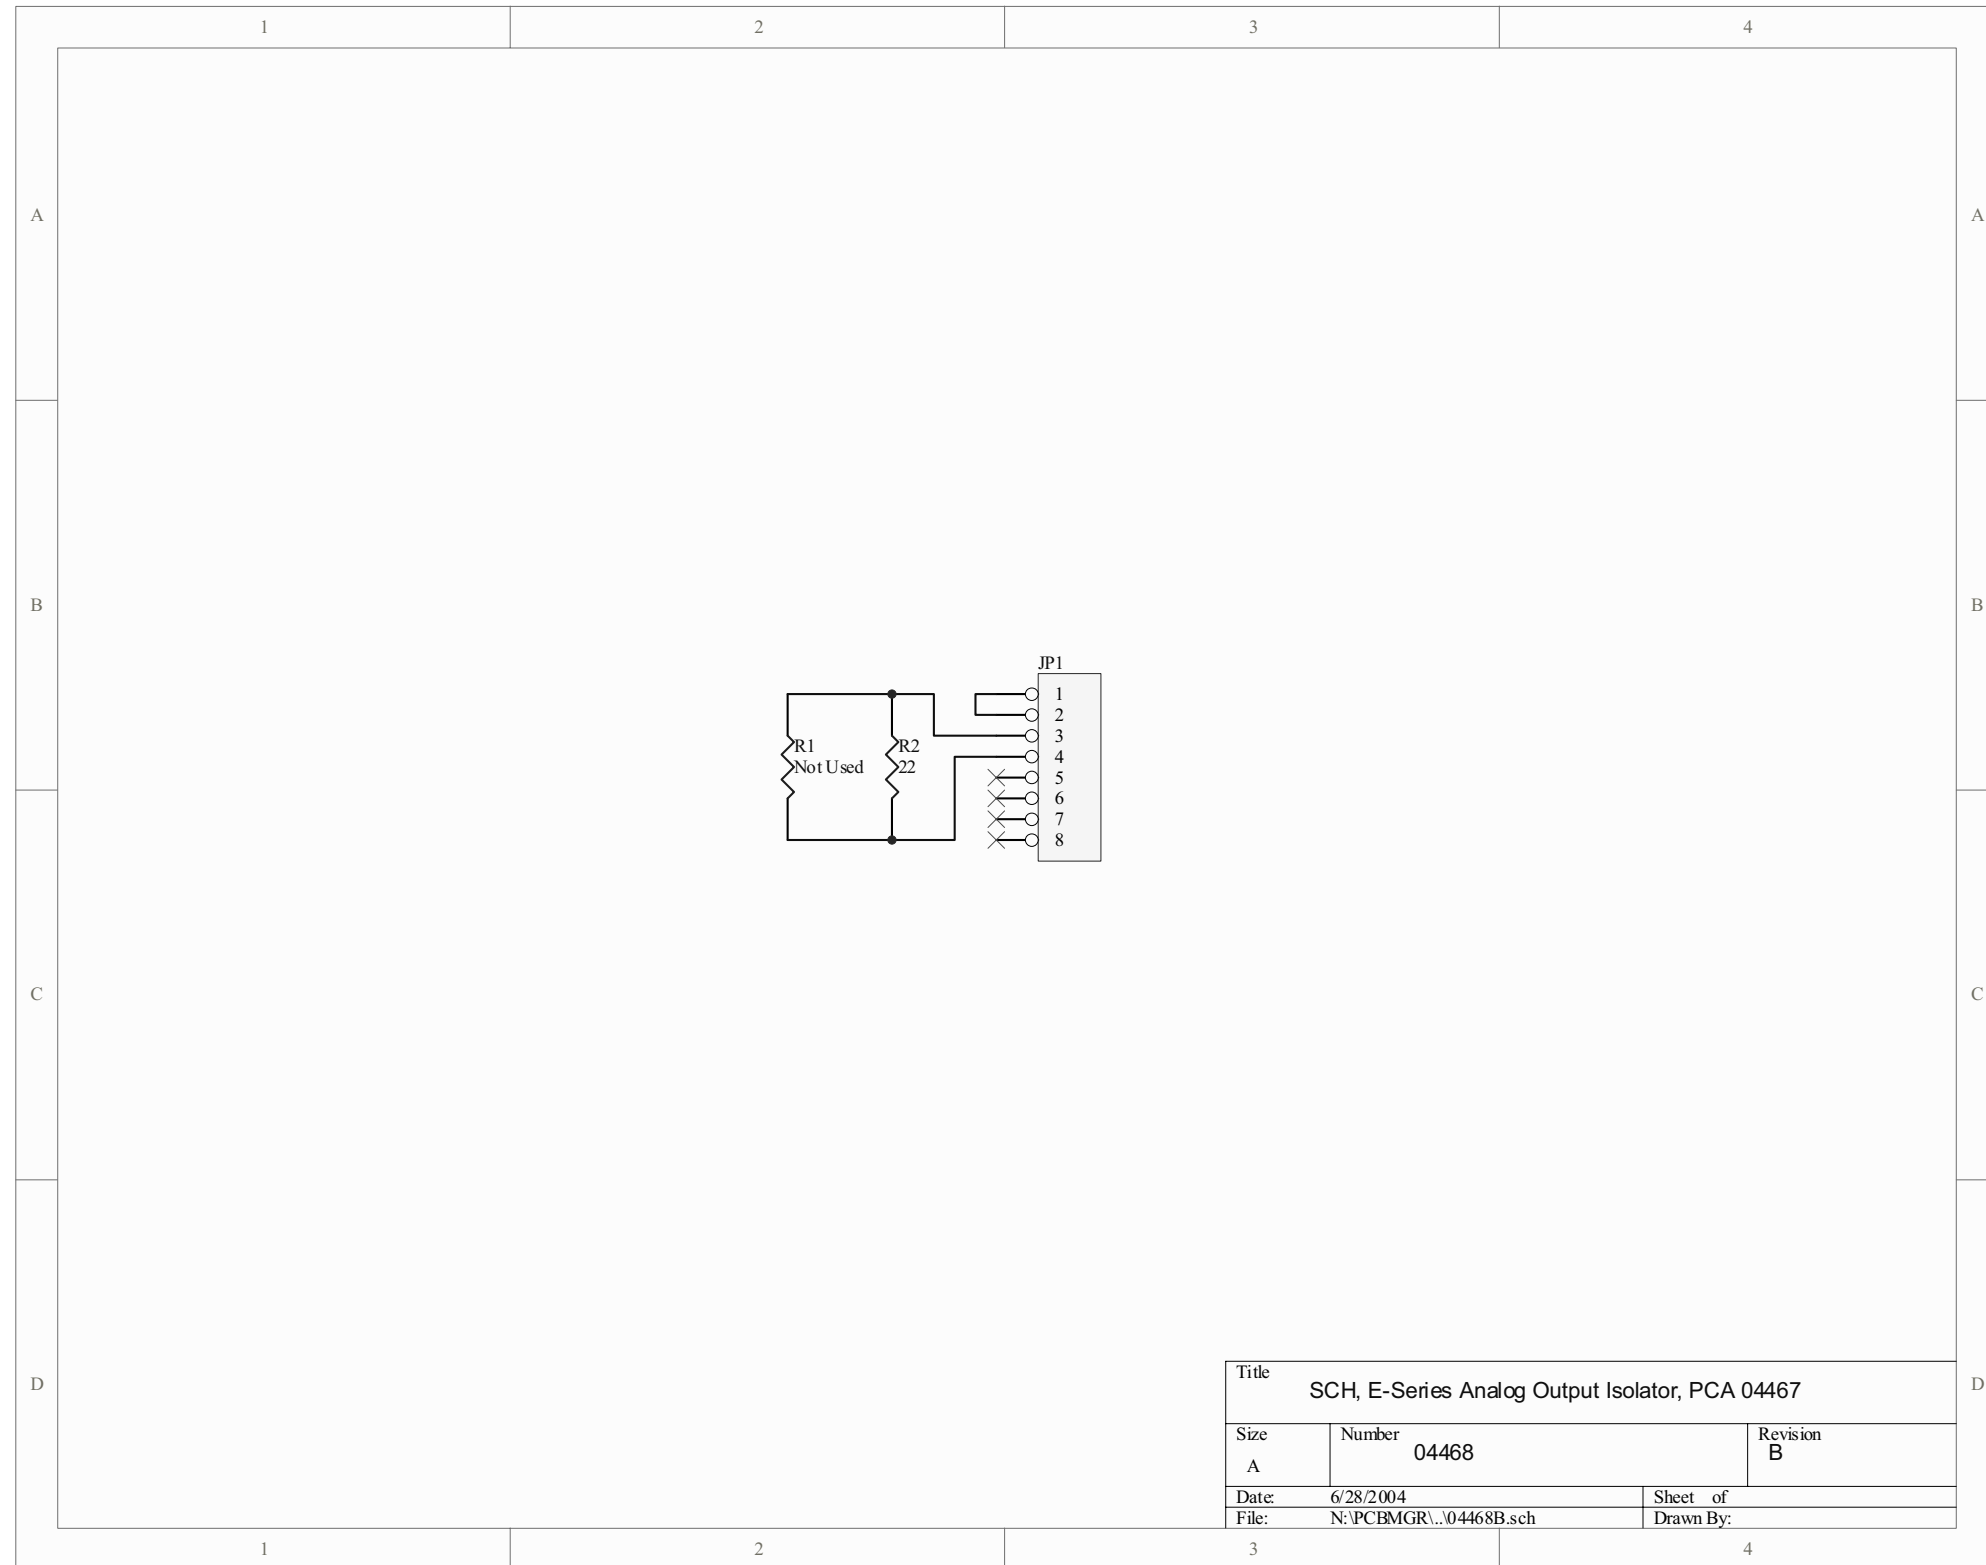 1 2 3 4
A A
B B
JP1
1
2
3
R1 R2
4
Not Used 22
5
6
7
8
C C
Title
SCH, E-Series Analog Output Isolator, PCA 04467
D D
Size Number Revision
04468 B
A
Date: 6/28/2004 Sheet of
File: N:\PCBMGR\..\04468B.sch Drawn By:
1 2 3 4